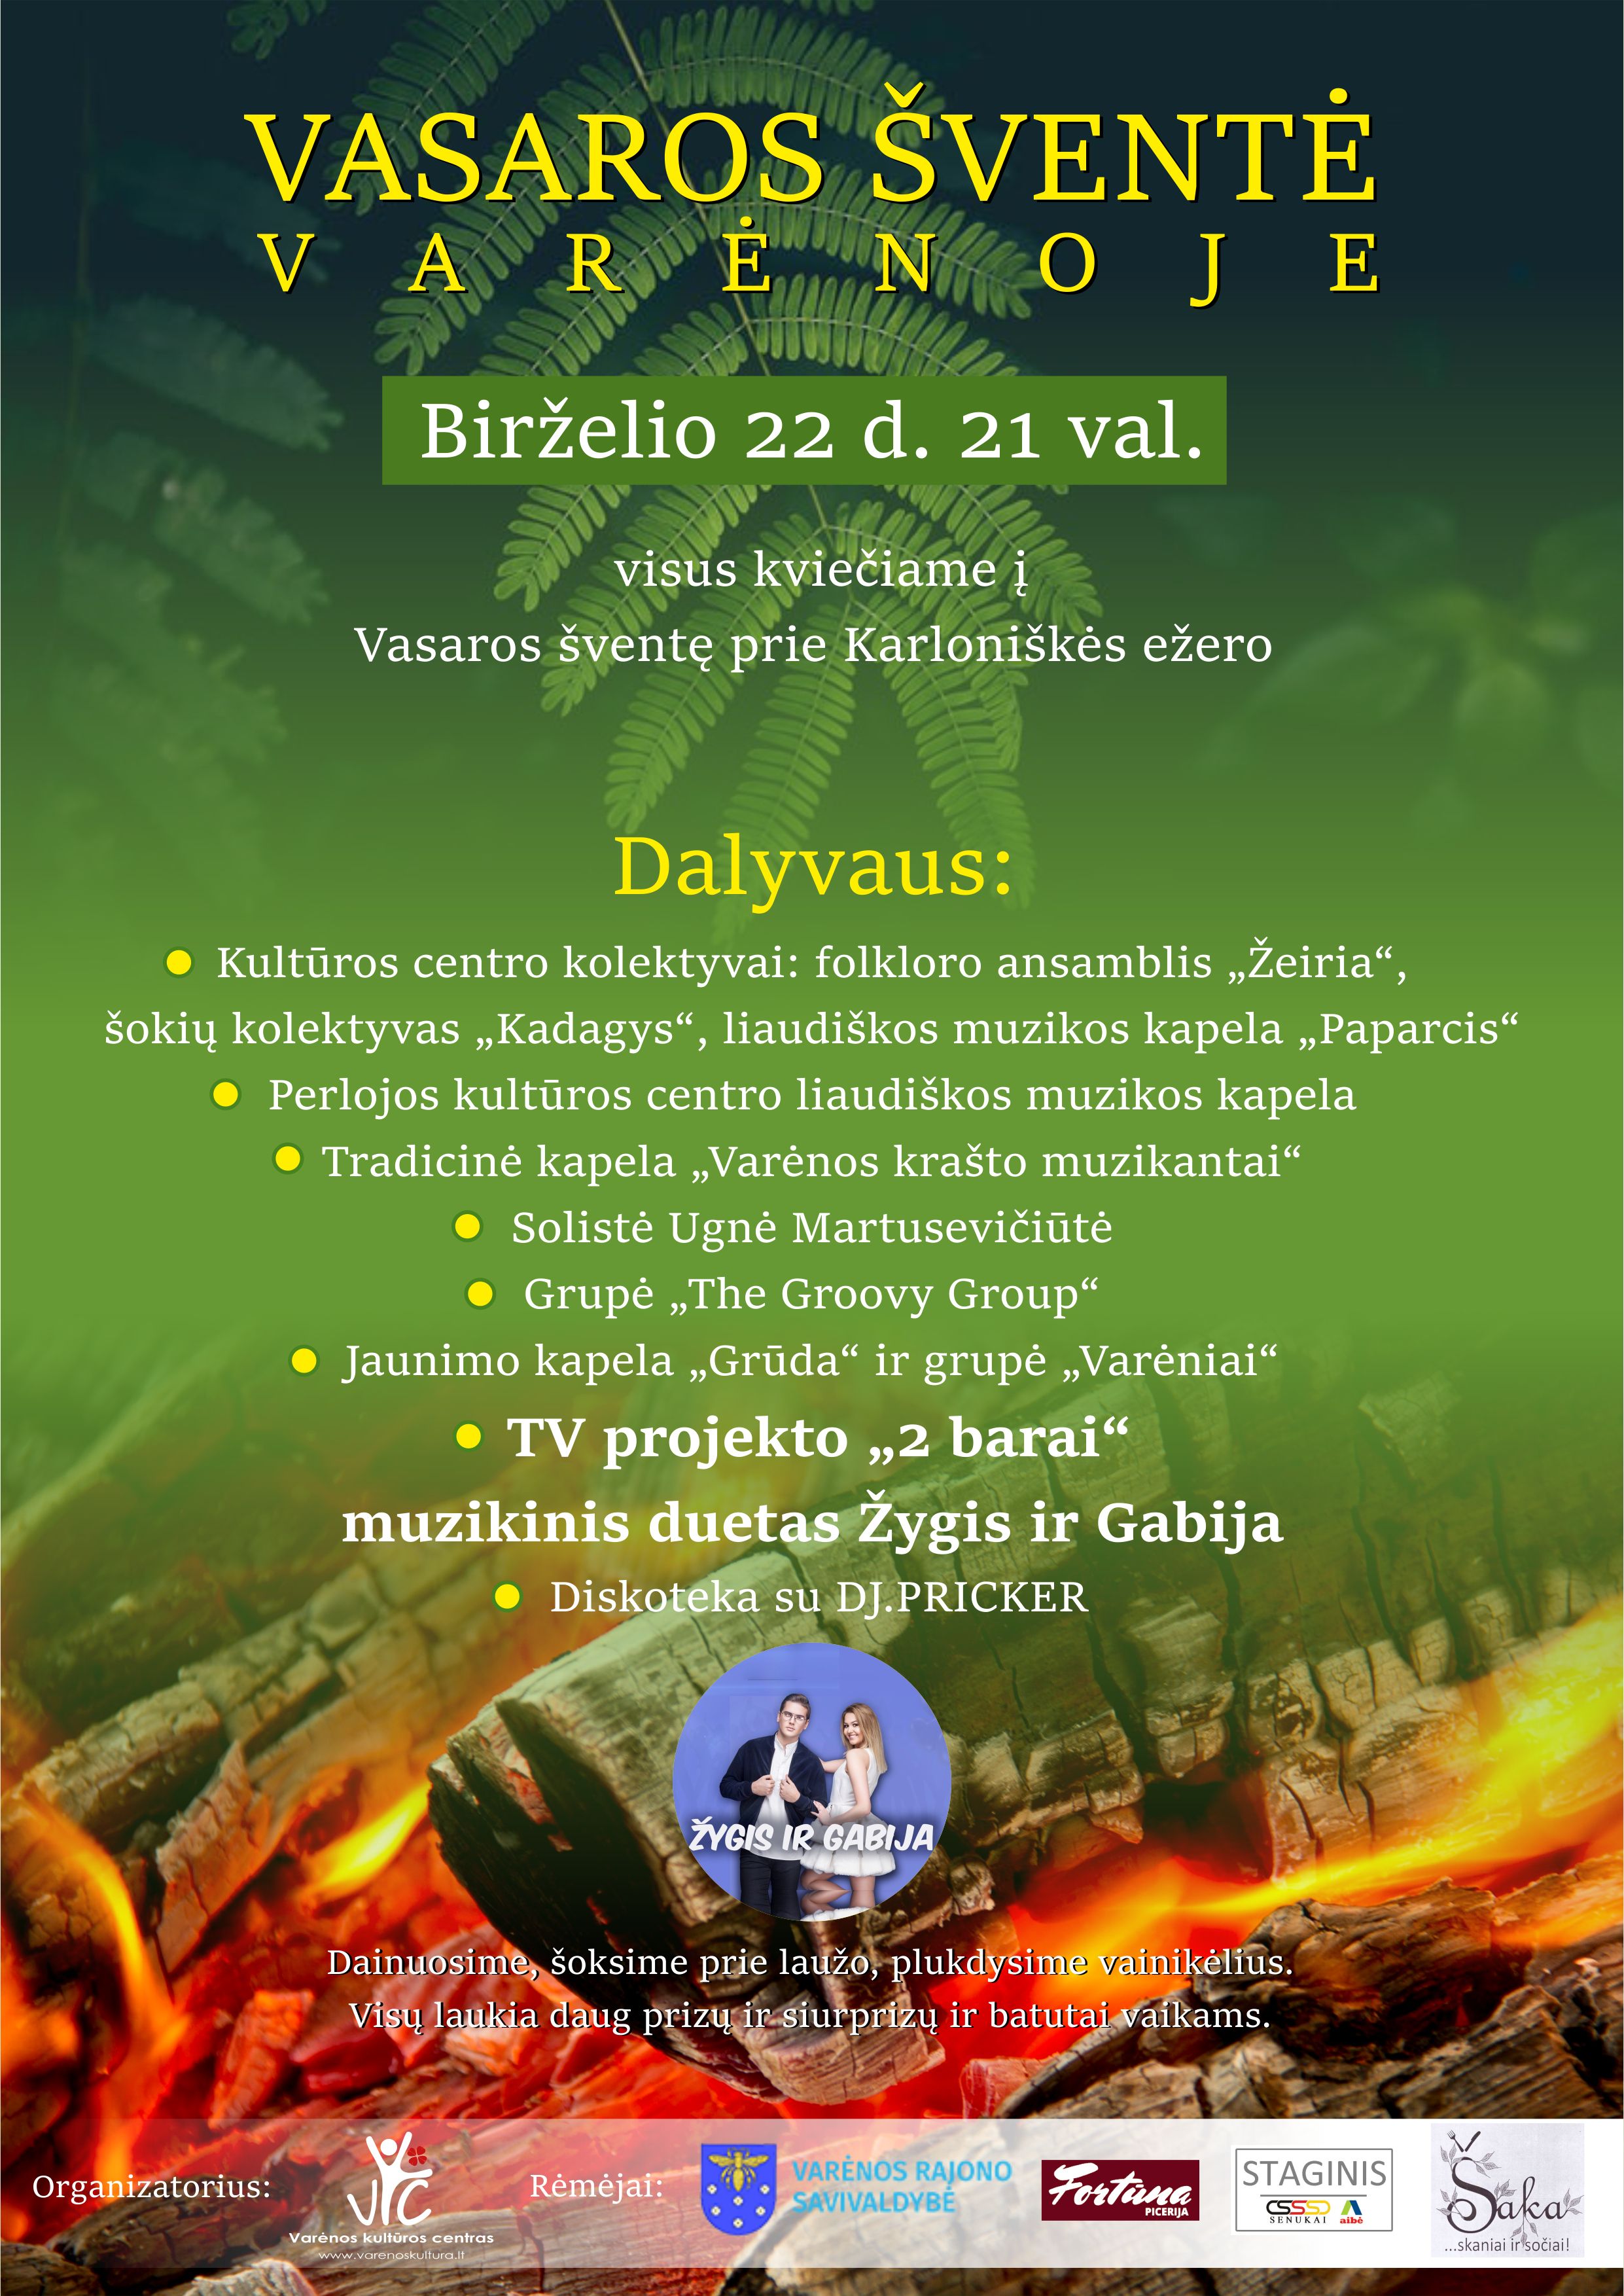 VASAROS ŠVENTĖ
VARĖNOJE
Birželio 22 d. 21 val.
visus kviečiame į
Vasaros šventę prie Karloniškės ežero
Dalyvaus:
Kultūros centro kolektyvai: folkloro ansamblis „Žeiria“,
šokių kolektyvas „Kadagys“, liaudiškos muzikos kapela „Paparcis“
Perlojos kultūros centro liaudiškos muzikos kapela
Tradicinė kapela „Varėnos krašto muzikantai“
Solistė Ugnė Martusevičiūtė
Grupė „The Groovy Group“
Jaunimo kapela „Grūda“ ir grupė „Varėniai“
TV projekto „2 barai“
muzikinis duetas Žygis ir Gabija
Diskoteka su DJ.PRICKER
ŽYGIS IR GABIJA
Dainuosime, šoksime prie laužo, plukdysime vainikėlius.
Visų laukia daug prizų ir siurprizų ir batutai vaikams.
Organizatorius:
Varėnos kultūros centras
www.varenoskultura.lt
Rėmėjai:
VARĖNOS RAJONO
SAVIVALDYBĖ
Fortūna
PICERIJA
STAGINIS
SENUKAI aibė
Šaka
...skaniai ir sočiai!